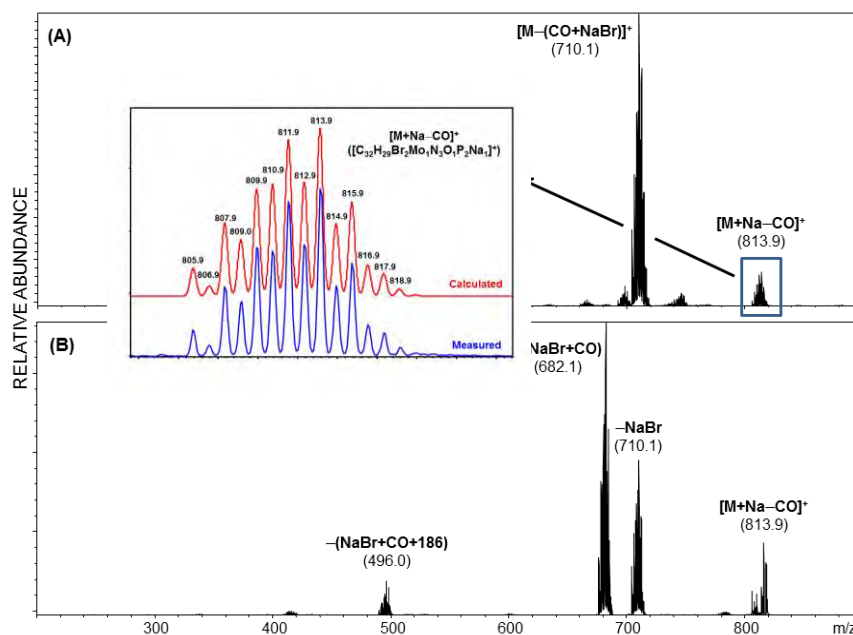 (A)
[M−(CO+NaBr)]⁺
(710.1)
813.9
811.9
[M+Na−CO]⁺
([C₃₂H₂₉Br₂Mo₁N₃O₁P₂Na₁]⁺)
809.9
810.9
812.9
815.9
807.9
809.0
814.9
805.9
806.9
816.9
817.9
818.9
Calculated
Measured
[M+Na−CO]⁺
(813.9)
RELATIVE ABUNDANCE
(B)
NaBr+CO)
(682.1)
−NaBr
(710.1)
[M+Na−CO]⁺
(813.9)
−(NaBr+CO+186)
(496.0)
300
400
500
600
700
800
m/z